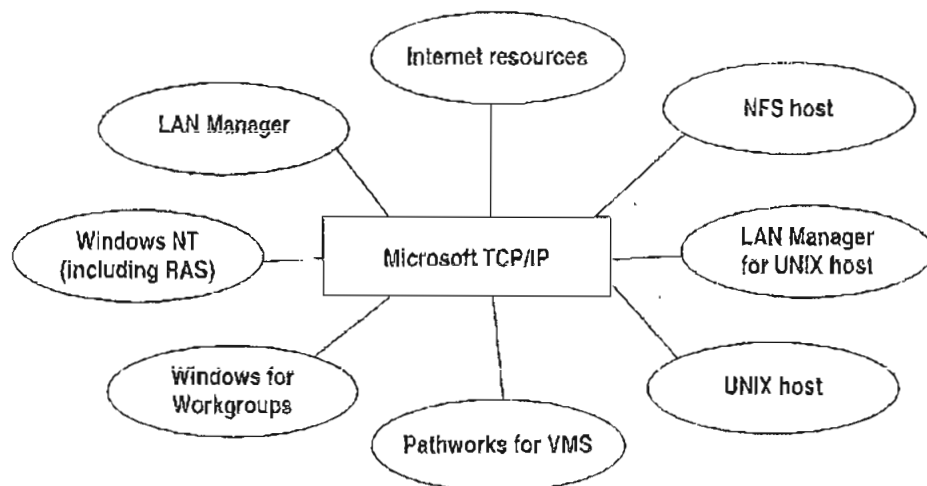 Internet resources
LAN Manager
NFS host
Windows NT
(including RAS)
Microsoft TCP/IP
LAN Manager
for UNIX host
Windows for
Workgroups
UNIX host
Pathworks for VMS